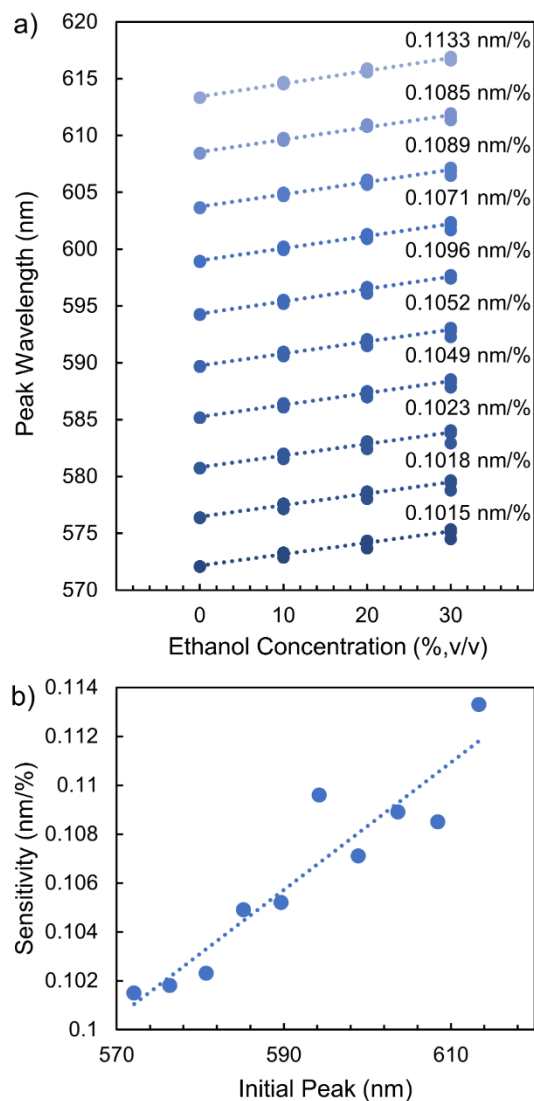 a)
620
615
610
605
600
595
590
585
580
575
570
Peak Wavelength (nm)
0.1133 nm/%
0.1085 nm/%
0.1089 nm/%
0.1071 nm/%
0.1096 nm/%
0.1052 nm/%
0.1049 nm/%
0.1023 nm/%
0.1018 nm/%
0.1015 nm/%
0 10 20 30
Ethanol Concentration (%,v/v)
b)
0.114
0.112
0.11
0.108
0.106
0.104
0.102
0.1
Sensitivity (nm/%)
570 590 610
Initial Peak (nm)